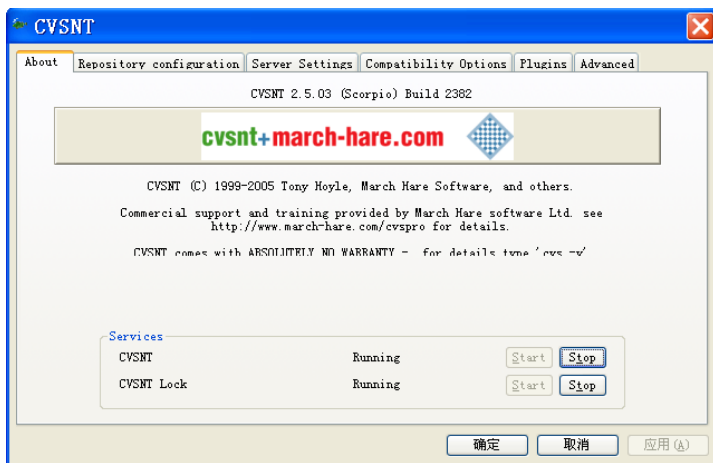 CVSNT
About Repository configuration Server Settings Compatibility Options Plugins Advanced
CVSNT 2.5.03 (Scorpio) Build 2382
cvsnt+march-hare.com
CVSNT (C) 1999-2005 Tony Hoyle, March Hare Software, and others.
Commercial support and training provided by March Hare software Ltd. see
http://www.march-hare.com/cvspro for details.
CVSNT comes with ABSOLUTELY NO WARRANTY - for details type 'cvs -v'
Services
CVSNT Running Start Stop
CVSNT Lock Running Start Stop
确定 取消 应用(A)